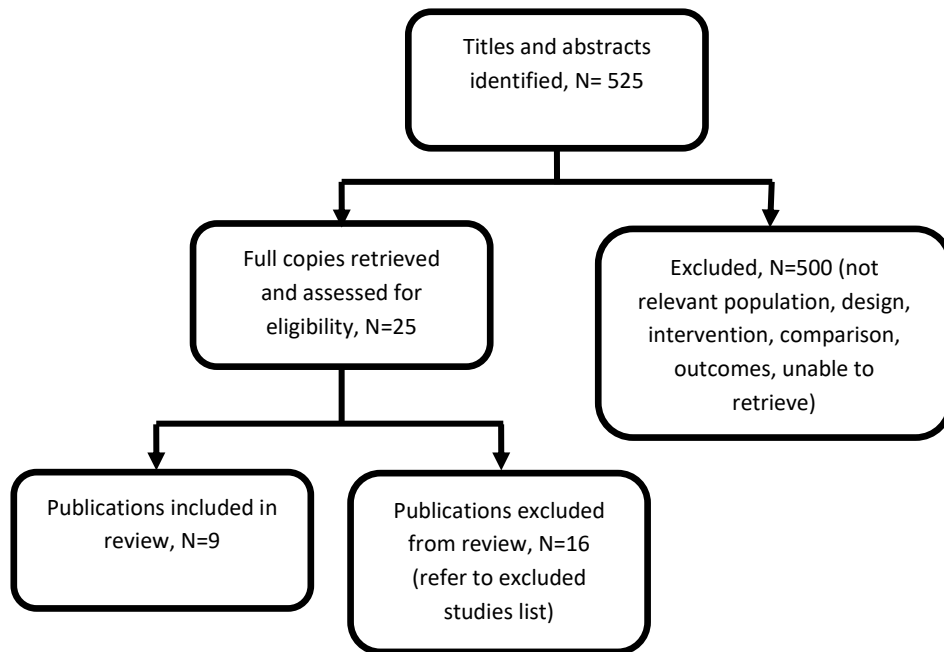 Titles and abstracts
identified, N= 525
Full copies retrieved
and assessed for
eligibility, N=25
Excluded, N=500 (not
relevant population, design,
intervention, comparison,
outcomes, unable to
retrieve)
Publications included in
review, N=9
Publications excluded
from review, N=16
(refer to excluded
studies list)